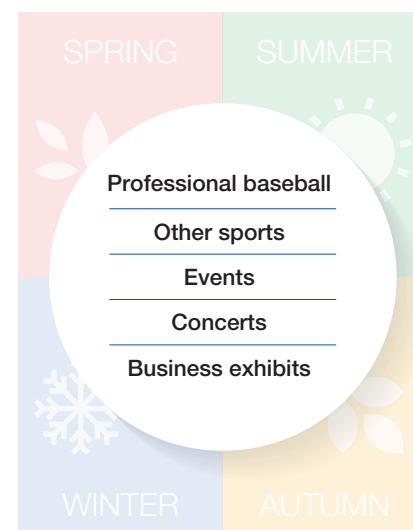 SPRING
SUMMER
Professional baseball
Other sports
Events
Concerts
Business exhibits
WINTER
AUTUMN